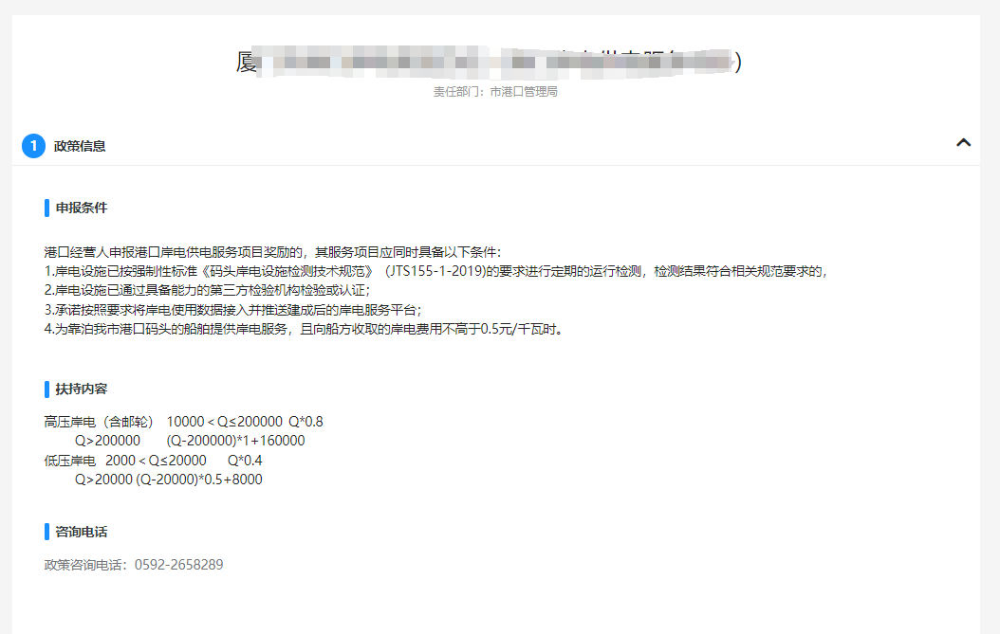 厦
)
责任部门：市港口管理局
1 政策信息
申报条件
港口经营人申报港口岸电供电服务项目奖励的，其服务项目应同时具备以下条件：
1.岸电设施已按强制性标准《码头岸电设施检测技术规范》（JTS155-1-2019)的要求进行定期的运行检测，检测结果符合相关规范要求的，
2.岸电设施已通过具备能力的第三方检验机构检验或认证；
3.承诺按照要求将岸电使用数据接入并推送建成后的岸电服务平台；
4.为靠泊我市港口码头的船舶提供岸电服务，且向船方收取的岸电费用不高于0.5元/千瓦时。
扶持内容
高压岸电（含邮轮） 10000＜Q≤200000 Q*0.8
Q>200000 (Q-200000)*1+160000
低压岸电 2000＜Q≤20000 Q*0.4
Q>20000 (Q-20000)*0.5+8000
咨询电话
政策咨询电话：0592-2658289